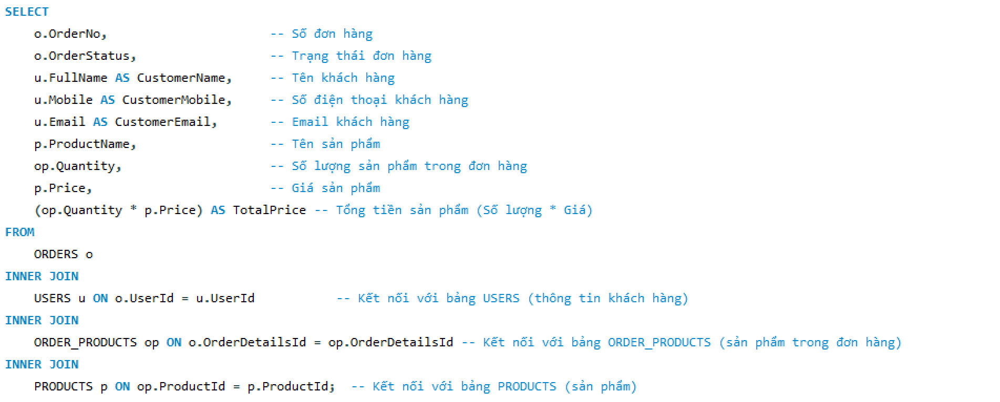 SELECT
o.OrderNo, -- Số đơn hàng
o.OrderStatus, -- Trạng thái đơn hàng
u.FullName AS CustomerName, -- Tên khách hàng
u.Mobile AS CustomerMobile, -- Số điện thoại khách hàng
u.Email AS CustomerEmail, -- Email khách hàng
p.ProductName, -- Tên sản phẩm
op.Quantity, -- Số lượng sản phẩm trong đơn hàng
p.Price, -- Giá sản phẩm
(op.Quantity * p.Price) AS TotalPrice -- Tổng tiền sản phẩm (Số lượng * Giá)
FROM
ORDERS o
INNER JOIN
USERS u ON o.UserId = u.UserId -- Kết nối với bảng USERS (thông tin khách hàng)
INNER JOIN
ORDER_PRODUCTS op ON o.OrderDetailsId = op.OrderDetailsId -- Kết nối với bảng ORDER_PRODUCTS (sản phẩm trong đơn hàng)
INNER JOIN
PRODUCTS p ON op.ProductId = p.ProductId; -- Kết nối với bảng PRODUCTS (sản phẩm)